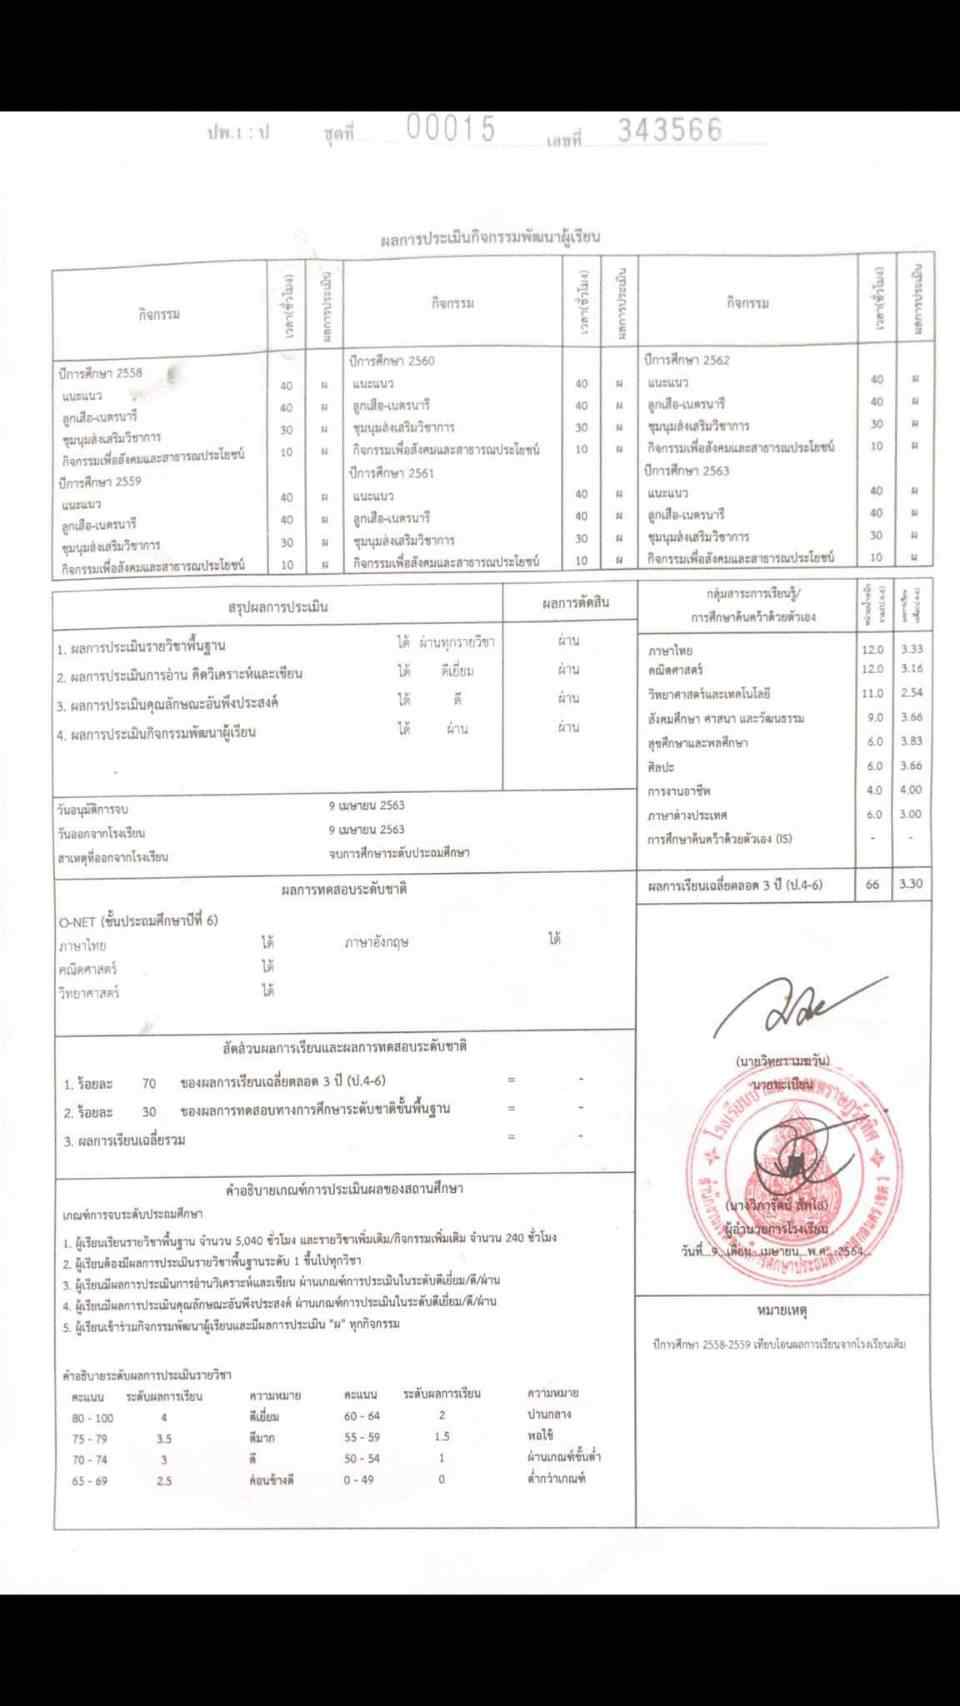 ปพ.1 : ป ชุดที่ 00015 เลขที่ 343566
ผลการประเมินกิจกรรมพัฒนาผู้เรียน
กิจกรรม เวลา(ชั่วโมง) ผลการประเมิน กิจกรรม เวลา(ชั่วโมง) ผลการประเมิน กิจกรรม เวลา(ชั่วโมง) ผลการประเมิน
ปีการศึกษา 2558 ปีการศึกษา 2560 ปีการศึกษา 2562
แนะแนว 40 ผ แนะแนว 40 ผ แนะแนว 40 ผ
ลูกเสือ-เนตรนารี 40 ผ ลูกเสือ-เนตรนารี 40 ผ ลูกเสือ-เนตรนารี 40 ผ
ชุมนุมส่งเสริมวิชาการ 30 ผ ชุมนุมส่งเสริมวิชาการ 30 ผ ชุมนุมส่งเสริมวิชาการ 30 ผ
กิจกรรมเพื่อสังคมและสาธารณประโยชน์ 10 ผ กิจกรรมเพื่อสังคมและสาธารณประโยชน์ 10 ผ กิจกรรมเพื่อสังคมและสาธารณประโยชน์ 10 ผ
ปีการศึกษา 2559 ปีการศึกษา 2561 ปีการศึกษา 2563
แนะแนว 40 ผ แนะแนว 40 ผ แนะแนว 40 ผ
ลูกเสือ-เนตรนารี 40 ผ ลูกเสือ-เนตรนารี 40 ผ ลูกเสือ-เนตรนารี 40 ผ
ชุมนุมส่งเสริมวิชาการ 30 ผ ชุมนุมส่งเสริมวิชาการ 30 ผ ชุมนุมส่งเสริมวิชาการ 30 ผ
กิจกรรมเพื่อสังคมและสาธารณประโยชน์ 10 ผ กิจกรรมเพื่อสังคมและสาธารณประโยชน์ 10 ผ กิจกรรมเพื่อสังคมและสาธารณประโยชน์ 10 ผ
สรุปผลการประเมิน ผลการตัดสิน
1. ผลการประเมินรายวิชาพื้นฐาน ได้ ผ่านทุกรายวิชา ผ่าน
2. ผลการประเมินการอ่าน คิดวิเคราะห์และเขียน ได้ ดีเยี่ยม ผ่าน
3. ผลการประเมินคุณลักษณะอันพึงประสงค์ ได้ ดี ผ่าน
4. ผลการประเมินกิจกรรมพัฒนาผู้เรียน ได้ ผ่าน ผ่าน
วันอนุมัติการจบ 9 เมษายน 2563
วันออกจากโรงเรียน 9 เมษายน 2563
สาเหตุที่ออกจากโรงเรียน จบการศึกษาระดับประถมศึกษา
กลุ่มสาระการเรียนรู้/
การศึกษาค้นคว้าด้วยตัวเอง
ภาษาไทย 12.0 3.33
คณิตศาสตร์ 12.0 3.16
วิทยาศาสตร์และเทคโนโลยี 11.0 2.54
สังคมศึกษา ศาสนา และวัฒนธรรม 9.0 3.66
สุขศึกษาและพลศึกษา 6.0 3.83
ศิลปะ 6.0 3.66
การงานอาชีพ 4.0 4.00
ภาษาต่างประเทศ 6.0 3.00
การศึกษาค้นคว้าด้วยตัวเอง (IS) - -
ผลการเรียนเฉลี่ยตลอด 3 ปี (ป.4-6) 66 3.30
ผลการทดสอบระดับชาติ
O-NET (ชั้นประถมศึกษาปีที่ 6)
ภาษาไทย ได้ ภาษาอังกฤษ ได้
คณิตศาสตร์ ได้
วิทยาศาสตร์ ได้
สัดส่วนผลการเรียนและผลการทดสอบระดับชาติ
1. ร้อยละ 70 ของผลการเรียนเฉลี่ยตลอด 3 ปี (ป.4-6) = -
2. ร้อยละ 30 ของผลการทดสอบทางการศึกษาระดับชาติขั้นพื้นฐาน = -
3. ผลการเรียนเฉลี่ยรวม = -
คำอธิบายเกณฑ์การประเมินผลของสถานศึกษา
เกณฑ์การจบระดับประถมศึกษา
1. ผู้เรียนเรียนรายวิชาพื้นฐาน จำนวน 5,040 ชั่วโมง และรายวิชาเพิ่มเติม/กิจกรรมเพิ่มเติม จำนวน 240 ชั่วโมง
2. ผู้เรียนต้องมีผลการประเมินรายวิชาพื้นฐานระดับ 1 ขึ้นไปทุกวิชา
3. ผู้เรียนมีผลการประเมินการอ่านวิเคราะห์และเขียน ผ่านเกณฑ์การประเมินในระดับดีเยี่ยม/ดี/ผ่าน
4. ผู้เรียนมีผลการประเมินคุณลักษณะอันพึงประสงค์ ผ่านเกณฑ์การประเมินในระดับดีเยี่ยม/ดี/ผ่าน
5. ผู้เรียนเข้าร่วมกิจกรรมพัฒนาผู้เรียนและมีผลการประเมิน "ผ" ทุกกิจกรรม
คำอธิบายระดับผลการประเมินรายวิชา
คะแนน ระดับผลการเรียน ความหมาย คะแนน ระดับผลการเรียน ความหมาย
80 - 100 4 ดีเยี่ยม 60 - 64 2 ปานกลาง
75 - 79 3.5 ดีมาก 55 - 59 1.5 พอใช้
70 - 74 3 ดี 50 - 54 1 ผ่านเกณฑ์ขั้นต่ำ
65 - 69 2.5 ค่อนข้างดี 0 - 49 0 ต่ำกว่าเกณฑ์
นายทะเบียน
ผู้อำนวยการโรงเรียน
วันที่ 9 เดือน เมษายน พ.ศ. 2564
หมายเหตุ
ปีการศึกษา 2558-2559 เทียบโอนผลการเรียนจากโรงเรียนเดิม